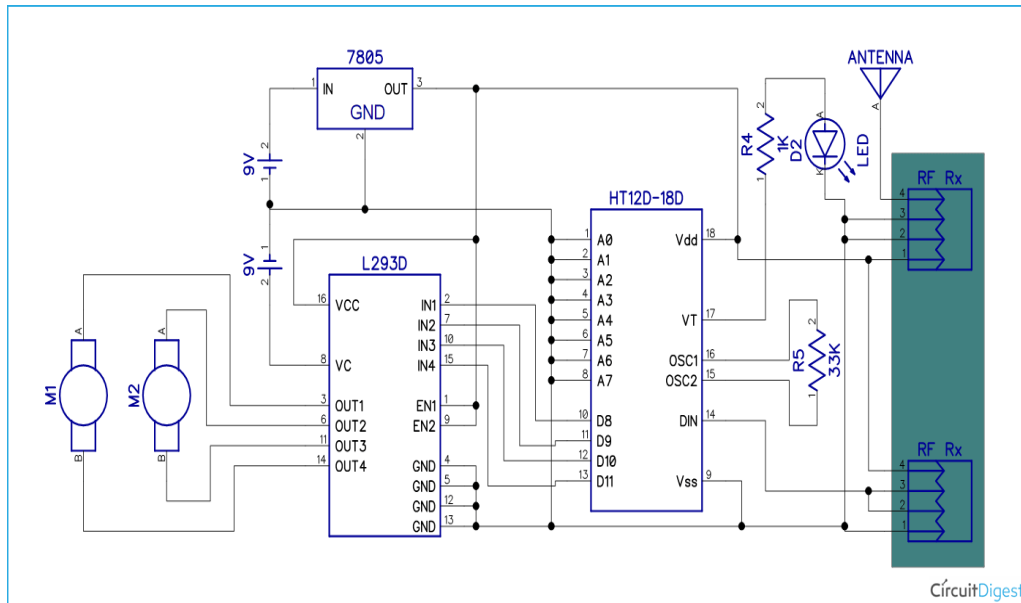 7805
1 IN OUT 3
GND
2
ANTENNA
A
2
9V
1
1
9V
2
2
R4
1K
1
A
D2
LED
K
RF Rx
4
3
2
1
HT12D-18D
1 A0 Vdd 18
2 A1
3 A2
4 A3
5 A4 VT 17
6 A5
7 A6 OSC1 16
8 A7 OSC2 15
10 D8 DIN 14
11 D9
12 D10
13 D11 Vss 9
2
R5
33K
1
L293D
16 VCC IN1 2
IN2 7
IN3 10
8 VC IN4 15
3 OUT1 EN1 1
6 OUT2 EN2 9
11 OUT3
14 OUT4 GND 4
GND 5
GND 12
GND 13
A
M1
B
A
M2
B
RF Rx
4
3
2
1
CircuitDigest